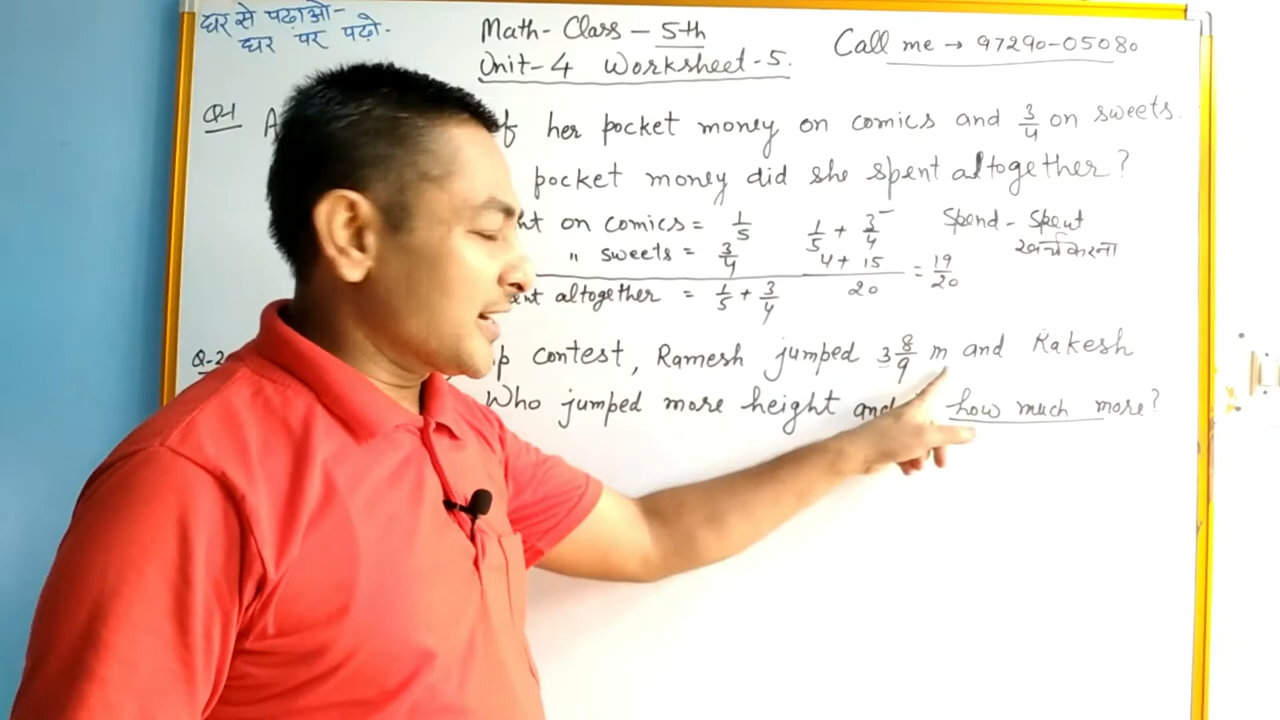 घर से पढ़ाओ-
घर पर पढ़ो.
Math- Class - 5th
Unit-4 Worksheet-5.
Call me → 97290-05080
Q-1 A of her pocket money on comics and 3/4 on sweets.
pocket money did she spent altogether?
nt on comics = 1/5
" sweets = 3/4
ent altogether = 1/5 + 3/4
1/5 + 3/4
4+15
20
= 19/20
Spend - Spent
खर्च करना
Q-2 p contest, Ramesh jumped 3 8/9 m and Rakesh
Who jumped more height and how much more?